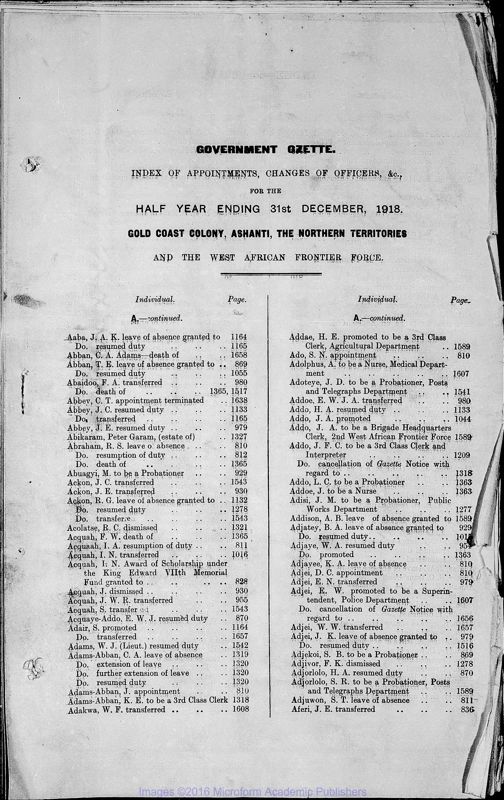 GOVERNMENT GAZETTE.
INDEX OF APPOINTMENTS, CHANGES OF OFFICERS, &c.,
FOR THE
HALF YEAR ENDING 31st DECEMBER, 1918.
GOLD COAST COLONY, ASHANTI, THE NORTHERN TERRITORIES
AND THE WEST AFRICAN FRONTIER FORCE.
Individual. Page.
A.—continued.
Aaba, J. A. K. leave of absence granted to 1164
Do. resumed duty .. .. .. 1165
Abban, C. A. Adams—death of .. .. 1658
Abban, T. E. leave of absence granted to .. 869
Do. resumed duty .. .. .. 1055
Abaidoo, F. A. transferred .. .. .. 980
Do. death of .. .. 1365, 1517
Abbey, C. T. appointment terminated .. 1638
Abbey, J. C. resumed duty .. .. 1133
Do. transferred .. .. .. 1165
Abbey, J. E. resumed duty .. .. 979
Abikaram, Peter Garam, (estate of) .. 1327
Abraham, R. S. leave o absence .. .. 810
Do. resumption of duty .. .. 812
Do. death of .. .. .. 1365
Abuagyi, M. to be a Probationer .. .. 929
Ackon, J. C. transferred .. .. .. 1543
Ackon, J. E. transferred .. .. .. 930
Ackon, R. G. leave of absence granted to .. 1132
Do. resumed duty .. .. .. 1278
Do. transfer.e .. .. .. 1543
Acolatse, R. C. dismissed .. .. .. 1321
Acquah, F. W. death of .. .. .. 1365
Acquaah, I. A. resumption of duty .. .. 811
Acquah, I. N. transferred .. .. .. 1016
Acquah, I. N. Award of Scholarship under
the King Edward VIIth Memorial
Fund granted to .. .. .. .. 828
Acquah, J. dismissed .. .. .. .. 930
Acquah, J. W. R. transferred .. .. 955
Acquah, S. transfer ed .. .. .. 1543
Acquaye-Addo, E. W. J. resumed duty .. 870
Adair, S. promoted .. .. .. 1164
Do. transferred .. .. .. 1657
Adams, W. J. (Lieut.) resumed duty .. 1542
Adams-Abban, C. A. leave of absence .. 1319
Do. extension of leave .. .. 1320
Do. further extension of leave .. 1320
Do. resumed duty .. .. 1320
Adams-Abban, J. appointment .. .. 810
Adams-Abban, K. E. to be a 3rd Class Clerk 1318
Adakwa, W. F. transferred .. .. .. 1608
Individual. Page.
A.—continued.
Addae, H. E. promoted to be a 3rd Class
Clerk, Agricultural Department .. .. 1589
Ado, S. N. appointment .. .. .. 810
Adolphus, A. to be a Nurse, Medical Depart-
ment .. .. .. .. .. 1607
Adoteye, J. D. to be a Probationer, Posts
and Telegraphs Department .. .. 1541
Addoe, E. W. J. A. transferred .. .. 989
Addo, H. A. resumed duty .. .. .. 1133
Addo, J. A. promoted .. .. .. 1044
Addo, J. A. to be a Brigade Headquarters
Clerk, 2nd West African Frontier Force 1589
Addo, J. F. C. to be a 3rd Class Clerk and
Interpreter .. .. .. .. 1209
Do. cancellation of Gazette Notice with
regard to .. .. .. .. 1318
Addo, L. C. to be a Probationer .. .. 1363
Addoe, J. to be a Nurse .. .. .. 1363
Adisi, J. M. to be a Probationer, Public
Works Department .. .. .. 1277
Addison, A. B. leave of absence granted to 1589
Adjatey, B. A. leave of absence granted to 929
Do. resumed duty .. .. ..
Adjaye, W. A. resumed duty .. ..
Do. promoted .. .. .. 1363
Adjayee, K. A. leave of absence .. .. 810
Adjei, D. C. appointment .. .. .. 810
Adjei, E. N. transferred .. .. .. 979
Adjei, E. W. promoted to be a Superin-
tendent, Police Department .. .. 1607
Do. cancellation of Gazette Notice with
regard to .. .. .. .. 1656
Adjei, W. W. transferred .. .. .. 1657
Adjei, J. K. leave of absence granted to .. 979
Do. resumed duty .. .. .. 1516
Adjekoi, S. B. to be a Probationer .. .. 869
Adjivor, F. K. dismissed .. .. .. 1278
Adjorlolo, H. A. resumed duty .. .. 870
Adjorlolo, S. R. to be a Probationer, Posts
and Telegraphs Department .. .. 1589
Adjuwon, S. T. leave of absence .. .. 811
Aferi, J. E. transferred .. .. .. 836
Images ©2016 Microform Academip Publishers